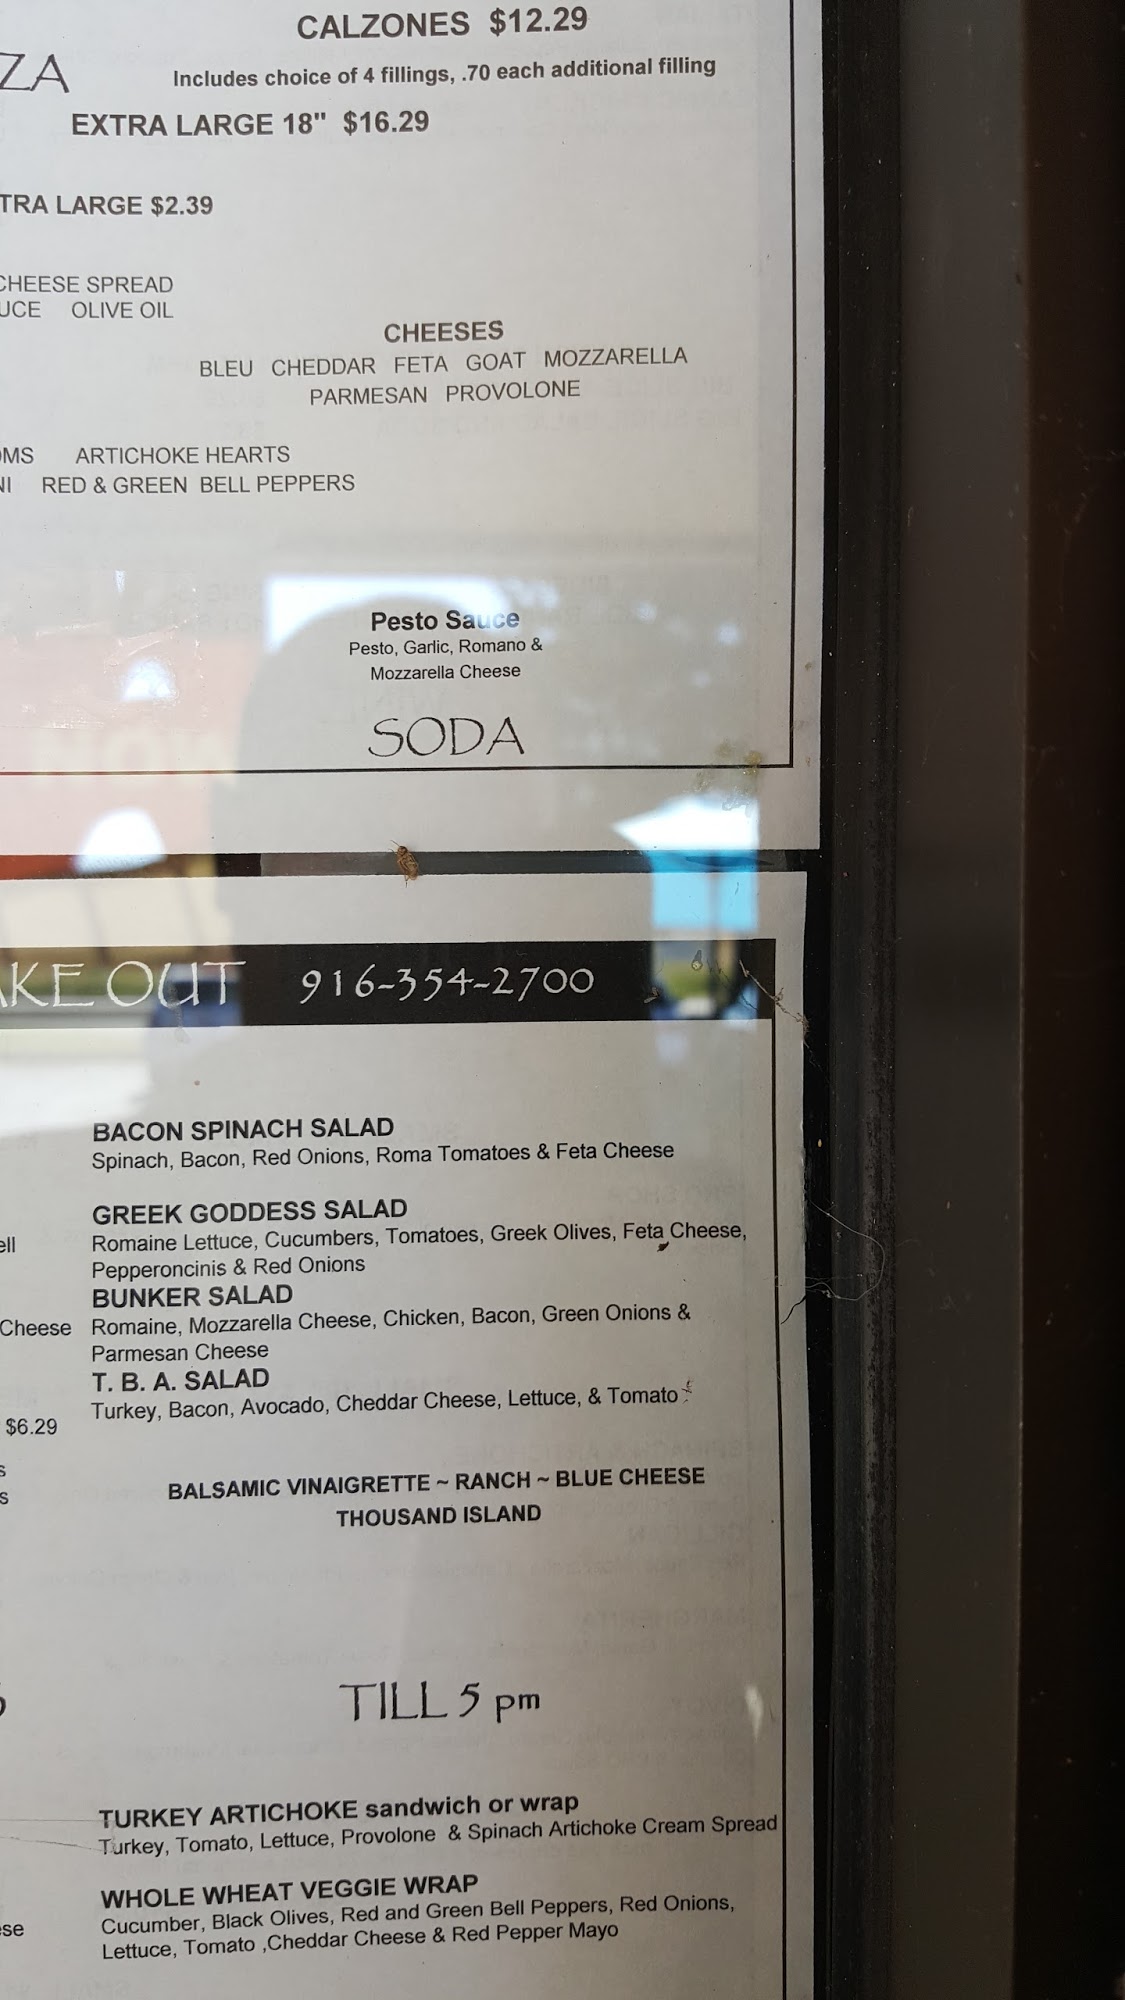 CALZONES $12.29
ZA
Includes choice of 4 fillings, .70 each additional filling
EXTRA LARGE 18" $16.29
TRA LARGE $2.39
CHEESE SPREAD
UCE OLIVE OIL
CHEESES
BLEU CHEDDAR FETA GOAT MOZZARELLA
PARMESAN PROVOLONE
OMS ARTICHOKE HEARTS
NI RED & GREEN BELL PEPPERS
Pesto Sauce
Pesto, Garlic, Romano &
Mozzarella Cheese
SODA
AKE OUT 916-354-2700
BACON SPINACH SALAD
Spinach, Bacon, Red Onions, Roma Tomatoes & Feta Cheese
GREEK GODDESS SALAD
ell Romaine Lettuce, Cucumbers, Tomatoes, Greek Olives, Feta Cheese,
Pepperoncinis & Red Onions
BUNKER SALAD
Cheese Romaine, Mozzarella Cheese, Chicken, Bacon, Green Onions &
Parmesan Cheese
T. B. A. SALAD
Turkey, Bacon, Avocado, Cheddar Cheese, Lettuce, & Tomato
$6.29
s
s
BALSAMIC VINAIGRETTE ~ RANCH ~ BLUE CHEESE
THOUSAND ISLAND
TILL 5 pm
TURKEY ARTICHOKE sandwich or wrap
Turkey, Tomato, Lettuce, Provolone & Spinach Artichoke Cream Spread
WHOLE WHEAT VEGGIE WRAP
Cucumber, Black Olives, Red and Green Bell Peppers, Red Onions,
ese Lettuce, Tomato ,Cheddar Cheese & Red Pepper Mayo